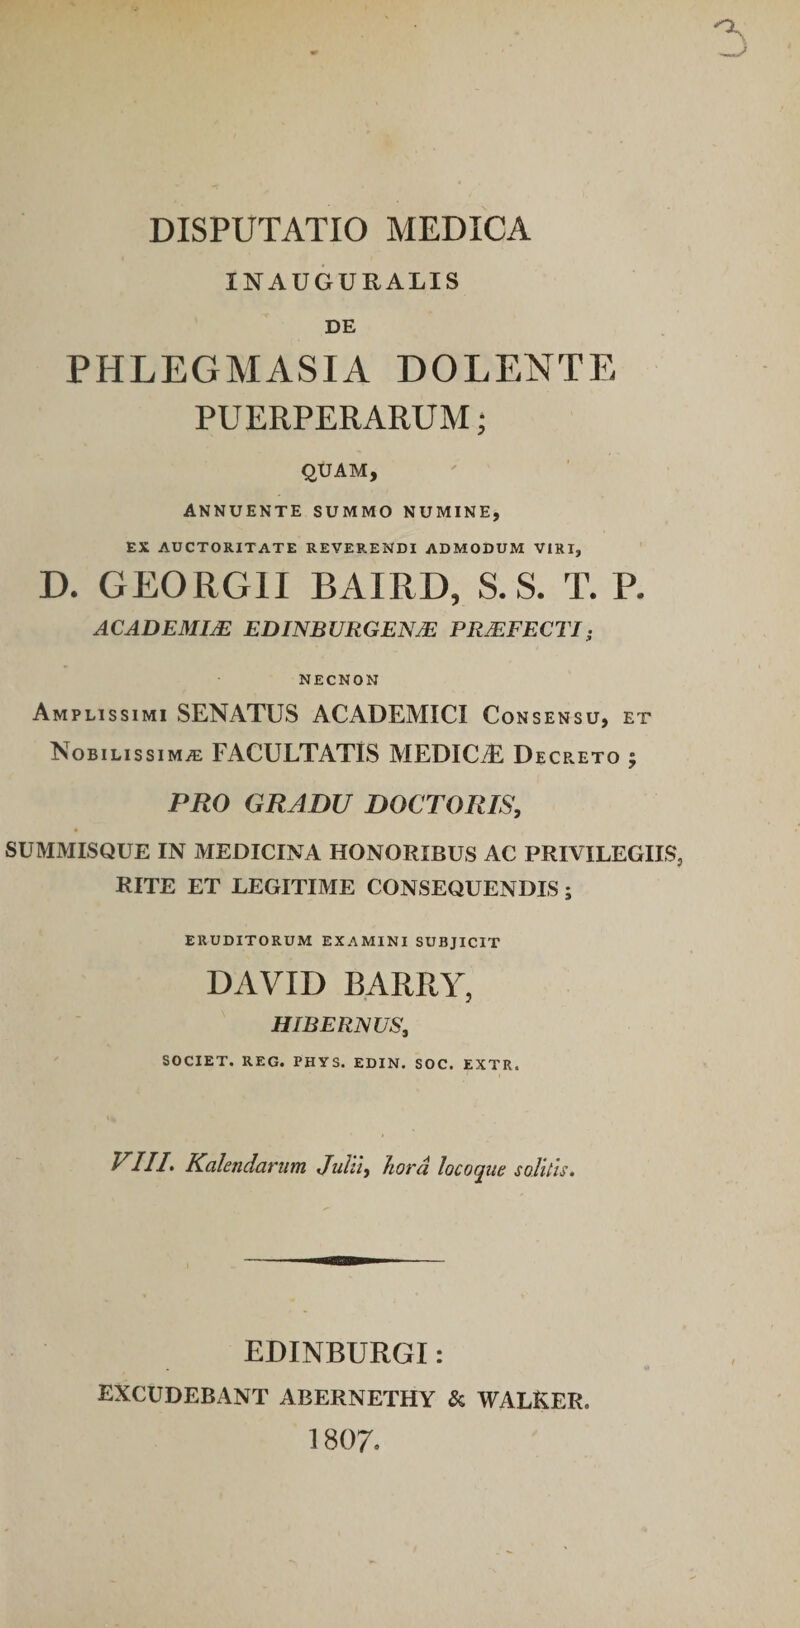 3
DISPUTATIO MEDICA
INAUGURALIS
DE
PHLEGMASIA DOLENTE
PUERPERARUM;
QUAM,
ANNUENTE SUMMO NUMINE,
EX AUCTORITATE REVERENDI ADMODUM VIRI,
D. GEORGII BAIRD, S. S. T. P.
ACADEMIÆ EDINBURGENÆ PRÆFECTI;
NECNON
AMPLISSIMI SENATUS ACADEMICI CONSENSU, ET
NOBILISSIMÆ FACULTATIS MEDICÆ DECRETO;
PRO GRADU DOCTORIS,
SUMMISQUE IN MEDICINA HONORIBUS AC PRIVILEGIIS,
RITE ET LEGITIME CONSEQUENDIS;
ERUDITORUM EXAMINI SUBJICIT
DAVID BARRY,
HIBERNUS,
SOCIET. REG. PHYS. EDIN. SOC. EXTR.
VIII. Kalendarum Julii, horâ locoque solitis.
EDINBURGI:
EXCUDEBANT ABERNETHY & WALKER.
1807.